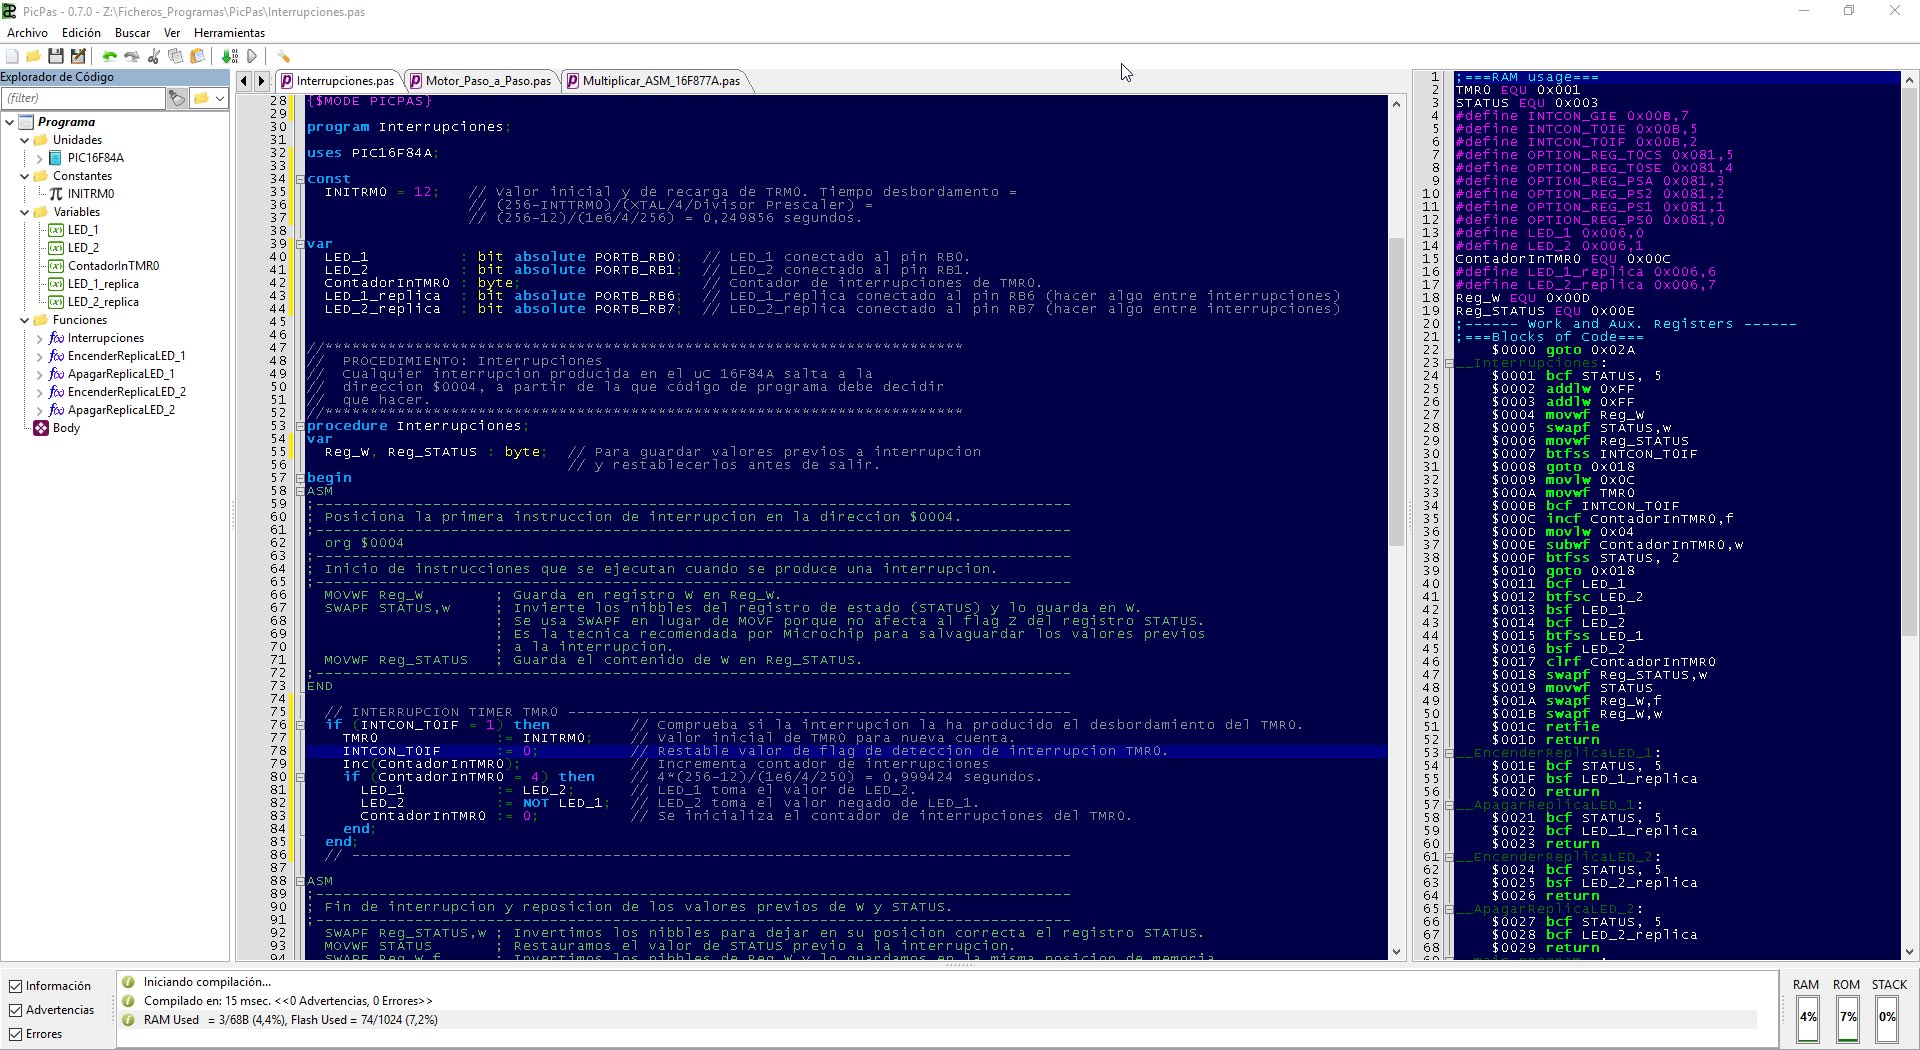 PicPas - 0.7.0 - Z:\Ficheros_Programas\PicPas\Interrupciones.pas
Archivo Edición Buscar Ver Herramientas
Explorador de Código
(filter)
Programa
Unidades
PIC16F84A
Constantes
INITRM0
Variables
LED_1
LED_2
ContadorInTMR0
LED_1_replica
LED_2_replica
Funciones
Interrupciones
EncenderReplicaLED_1
ApagarReplicaLED_1
EncenderReplicaLED_2
ApagarReplicaLED_2
Body
Interrupciones.pas Motor_Paso_a_Paso.pas Multiplicar_ASM_16F877A.pas
28 {$MODE PICPAS}
29
30 program Interrupciones;
31
32 uses PIC16F84A;
33
34 const
35 INITRM0 = 12; // Valor inicial y de recarga de TRM0. Tiempo desbordamiento =
36 // (256-INTTRM0)/(XTAL/4/Divisor Prescaler) =
37 // (256-12)/(1e6/4/256) = 0,249856 segundos.
38
39 var
40 LED_1 : bit absolute PORTB_RB0; // LED_1 conectado al pin RB0.
41 LED_2 : bit absolute PORTB_RB1; // LED_2 conectado al pin RB1.
42 ContadorInTMR0 : byte; // Contador de interrupciones de TMR0.
43 LED_1_replica : bit absolute PORTB_RB6; // LED_1_replica conectado al pin RB6 (hacer algo entre interrupciones)
44 LED_2_replica : bit absolute PORTB_RB7; // LED_2_replica conectado al pin RB7 (hacer algo entre interrupciones)
45
46
47 //***********************************************************************
48 // PROCEDIMIENTO: Interrupciones
49 // Cualquier interrupcion producida en el uC 16F84A salta a la
50 // direccion $0004, a partir de la que código de programa debe decidir
51 // que hacer.
52 //***********************************************************************
53 procedure Interrupciones;
54 var
55 Reg_W, Reg_STATUS : byte; // Para guardar valores previos a interrupcion
56 // y restablecerlos antes de salir.
57 begin
58 ASM
59 ;------------------------------------------------------------------------------------
60 ; Posiciona la primera instruccion de interrupcion en la direccion $0004.
61 ;------------------------------------------------------------------------------------
62 org $0004
63 ;------------------------------------------------------------------------------------
64 ; Inicio de instrucciones que se ejecutan cuando se produce una interrupcion.
65 ;------------------------------------------------------------------------------------
66 MOVWF Reg_W ; Guarda en registro W en Reg_W.
67 SWAPF STATUS,w ; Invierte los nibbles del registro de estado (STATUS) y lo guarda en W.
68 ; Se usa SWAPF en lugar de MOVF porque no afecta al flag Z del registro STATUS.
69 ; Es la tecnica recomendada por Microchip para salvaguardar los valores previos
70 ; a la interrupcion.
71 MOVWF Reg_STATUS ; Guarda el contenido de W en Reg_STATUS.
72 ;------------------------------------------------------------------------------------
73 END
74
75 // INTERRUPCION TIMER TMR0 --------------------------------------------------------
76 if (INTCON_T0IF = 1) then // Comprueba si la interrupcion la ha producido el desbordamiento del TMR0.
77 TMR0 := INITRM0; // Valor inicial de TMR0 para nueva cuenta.
78 INTCON_T0IF := 0; // Restable valor de flag de deteccion de interrupcion TMR0.
79 Inc(ContadorInTMR0); // Incrementa contador de interrupciones
80 if (ContadorInTMR0 = 4) then // 4*(256-12)/(1e6/4/250) = 0,999424 segundos.
81 LED_1 := LED_2; // LED_1 toma el valor de LED_2.
82 LED_2 := NOT LED_1; // LED_2 toma el valor negado de LED_1.
83 ContadorInTMR0 := 0; // Se inicializa el contador de interrupciones del TMR0.
84 end;
85 end;
86 // --------------------------------------------------------------------------------
87
88 ASM
89 ;------------------------------------------------------------------------------------
90 ; Fin de interrupcion y reposicion de los valores previos de W y STATUS.
91 ;------------------------------------------------------------------------------------
92 SWAPF Reg_STATUS,w ; Invertimos los nibbles para dejar en su posicion correcta el registro STATUS.
93 MOVWF STATUS ; Restauramos el valor de STATUS previo a la interrupcion.
94 SWAPF Reg_W,f ; Invertimos los nibbles de Reg_W y lo guardamos en la misma posicion de memoria.
1 ;===RAM usage===
2 TMR0 EQU 0x001
3 STATUS EQU 0x003
4 #define INTCON_GIE 0x00B,7
5 #define INTCON_T0IE 0x00B,5
6 #define INTCON_T0IF 0x00B,2
7 #define OPTION_REG_T0CS 0x081,5
8 #define OPTION_REG_T0SE 0x081,4
9 #define OPTION_REG_PSA 0x081,3
10 #define OPTION_REG_PS2 0x081,2
11 #define OPTION_REG_PS1 0x081,1
12 #define OPTION_REG_PS0 0x081,0
13 #define LED_1 0x006,0
14 #define LED_2 0x006,1
15 ContadorInTMR0 EQU 0x00C
16 #define LED_1_replica 0x006,6
17 #define LED_2_replica 0x006,7
18 Reg_W EQU 0x00D
19 Reg_STATUS EQU 0x00E
20 ;------ Work and Aux. Registers ------
21 ;===Blocks of Code===
22 $0000 goto 0x02A
23 __Interrupciones:
24 $0001 bcf STATUS, 5
25 $0002 addlw 0xFF
26 $0003 addlw 0xFF
27 $0004 movwf Reg_W
28 $0005 swapf STATUS,w
29 $0006 movwf Reg_STATUS
30 $0007 btfss INTCON_T0IF
31 $0008 goto 0x018
32 $0009 movlw 0x0C
33 $000A movwf TMR0
34 $000B bcf INTCON_T0IF
35 $000C incf ContadorInTMR0,f
36 $000D movlw 0x04
37 $000E subwf ContadorInTMR0,w
38 $000F btfss STATUS, 2
39 $0010 goto 0x018
40 $0011 bcf LED_1
41 $0012 btfsc LED_2
42 $0013 bsf LED_1
43 $0014 bcf LED_2
44 $0015 btfss LED_1
45 $0016 bsf LED_2
46 $0017 clrf ContadorInTMR0
47 $0018 swapf Reg_STATUS,w
48 $0019 movwf STATUS
49 $001A swapf Reg_W,f
50 $001B swapf Reg_W,w
51 $001C retfie
52 $001D return
53 __EncenderReplicaLED_1:
54 $001E bcf STATUS, 5
55 $001F bsf LED_1_replica
56 $0020 return
57 __ApagarReplicaLED_1:
58 $0021 bcf STATUS, 5
59 $0022 bcf LED_1_replica
60 $0023 return
61 __EncenderReplicaLED_2:
62 $0024 bcf STATUS, 5
63 $0025 bsf LED_2_replica
64 $0026 return
65 __ApagarReplicaLED_2:
66 $0027 bcf STATUS, 5
67 $0028 bcf LED_2_replica
68 $0029 return
Información
Advertencias
Errores
Iniciando compilación...
Compilado en: 15 msec. <<0 Advertencias, 0 Errores>>
RAM Used = 3/68B (4,4%), Flash Used = 74/1024 (7,2%)
RAM ROM STACK
4% 7% 0%